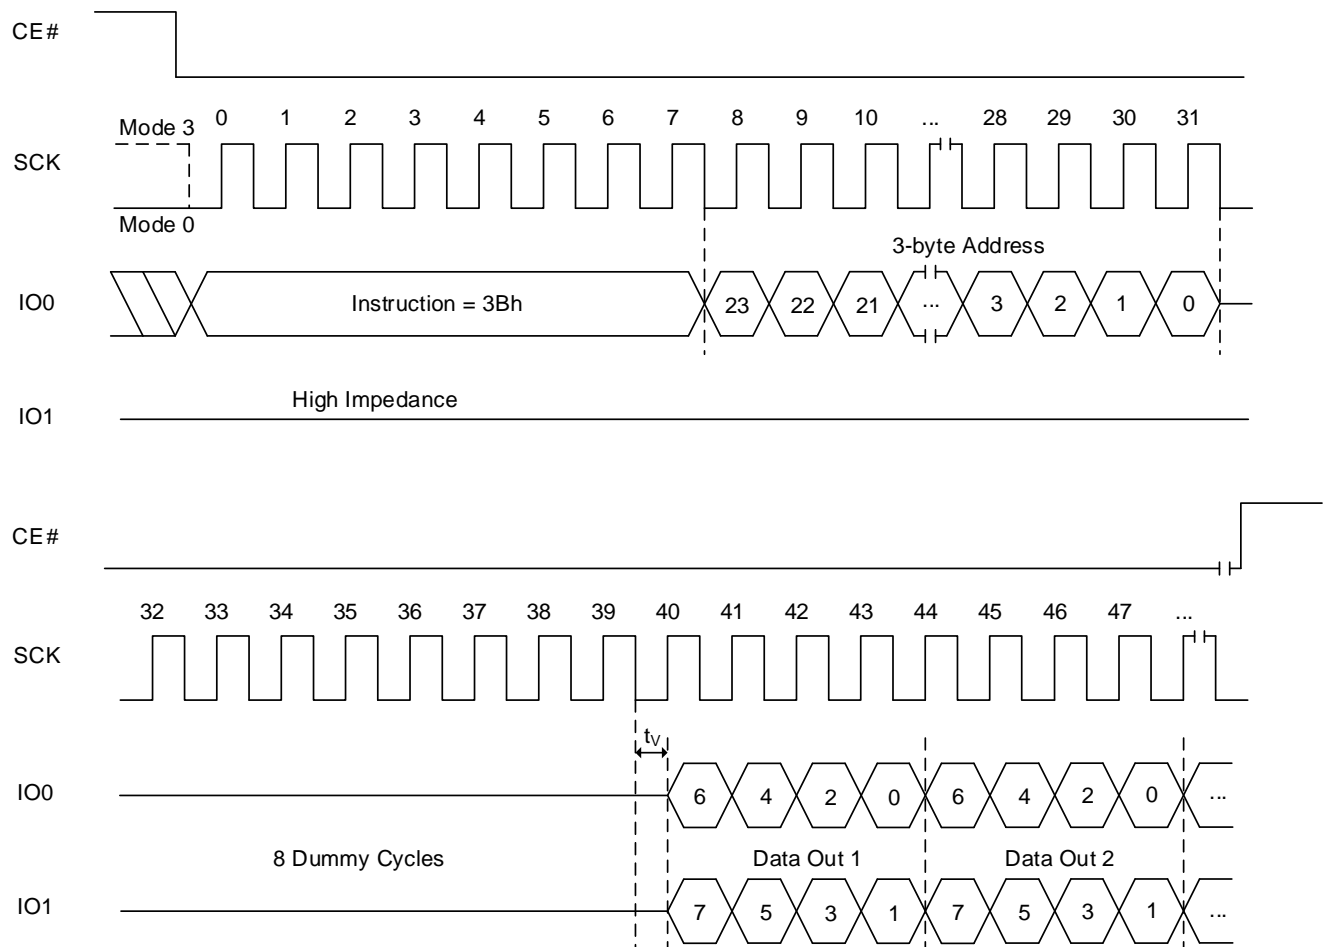 CE#
Mode 3 0 1 2 3 4 5 6 7 8 9 10 ... 28 29 30 31
SCK
Mode 0
3-byte Address
IO0 Instruction = 3Bh 23 22 21 ... 3 2 1 0
High Impedance
IO1
CE#
32 33 34 35 36 37 38 39 40 41 42 43 44 45 46 47 ...
SCK
tV
IO0 6 4 2 0 6 4 2 0 ...
8 Dummy Cycles Data Out 1 Data Out 2
IO1 7 5 3 1 7 5 3 1 ...